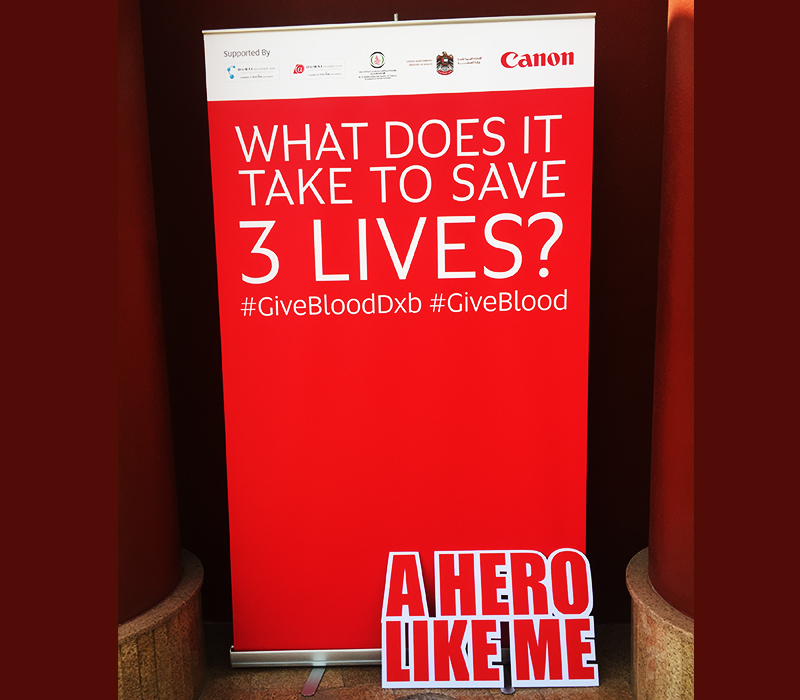 Supported By
Canon
WHAT DOES IT
TAKE TO SAVE
3 LIVES?
#GiveBloodDxb #GiveBlood
A HERO
LIKE ME